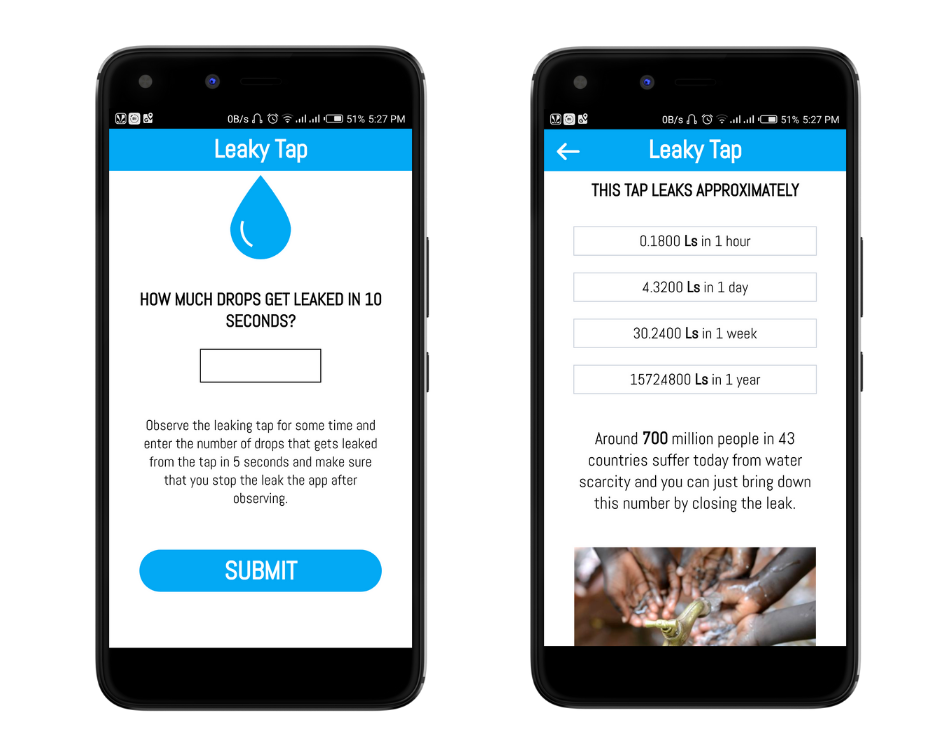 0B/s 51% 5:27 PM
Leaky Tap
HOW MUCH DROPS GET LEAKED IN 10
SECONDS?
Observe the leaking tap for some time and
enter the number of drops that gets leaked
from the tap in 5 seconds and make sure
that you stop the leak the app after
observing.
SUBMIT
0B/s 51% 5:27 PM
Leaky Tap
THIS TAP LEAKS APPROXIMATELY
0.1800 Ls in 1 hour
4.3200 Ls in 1 day
30.2400 Ls in 1 week
1572.4800 Ls in 1 year
Around 700 million people in 43
countries suffer today from water
scarcity and you can just bring down
this number by closing the leak.